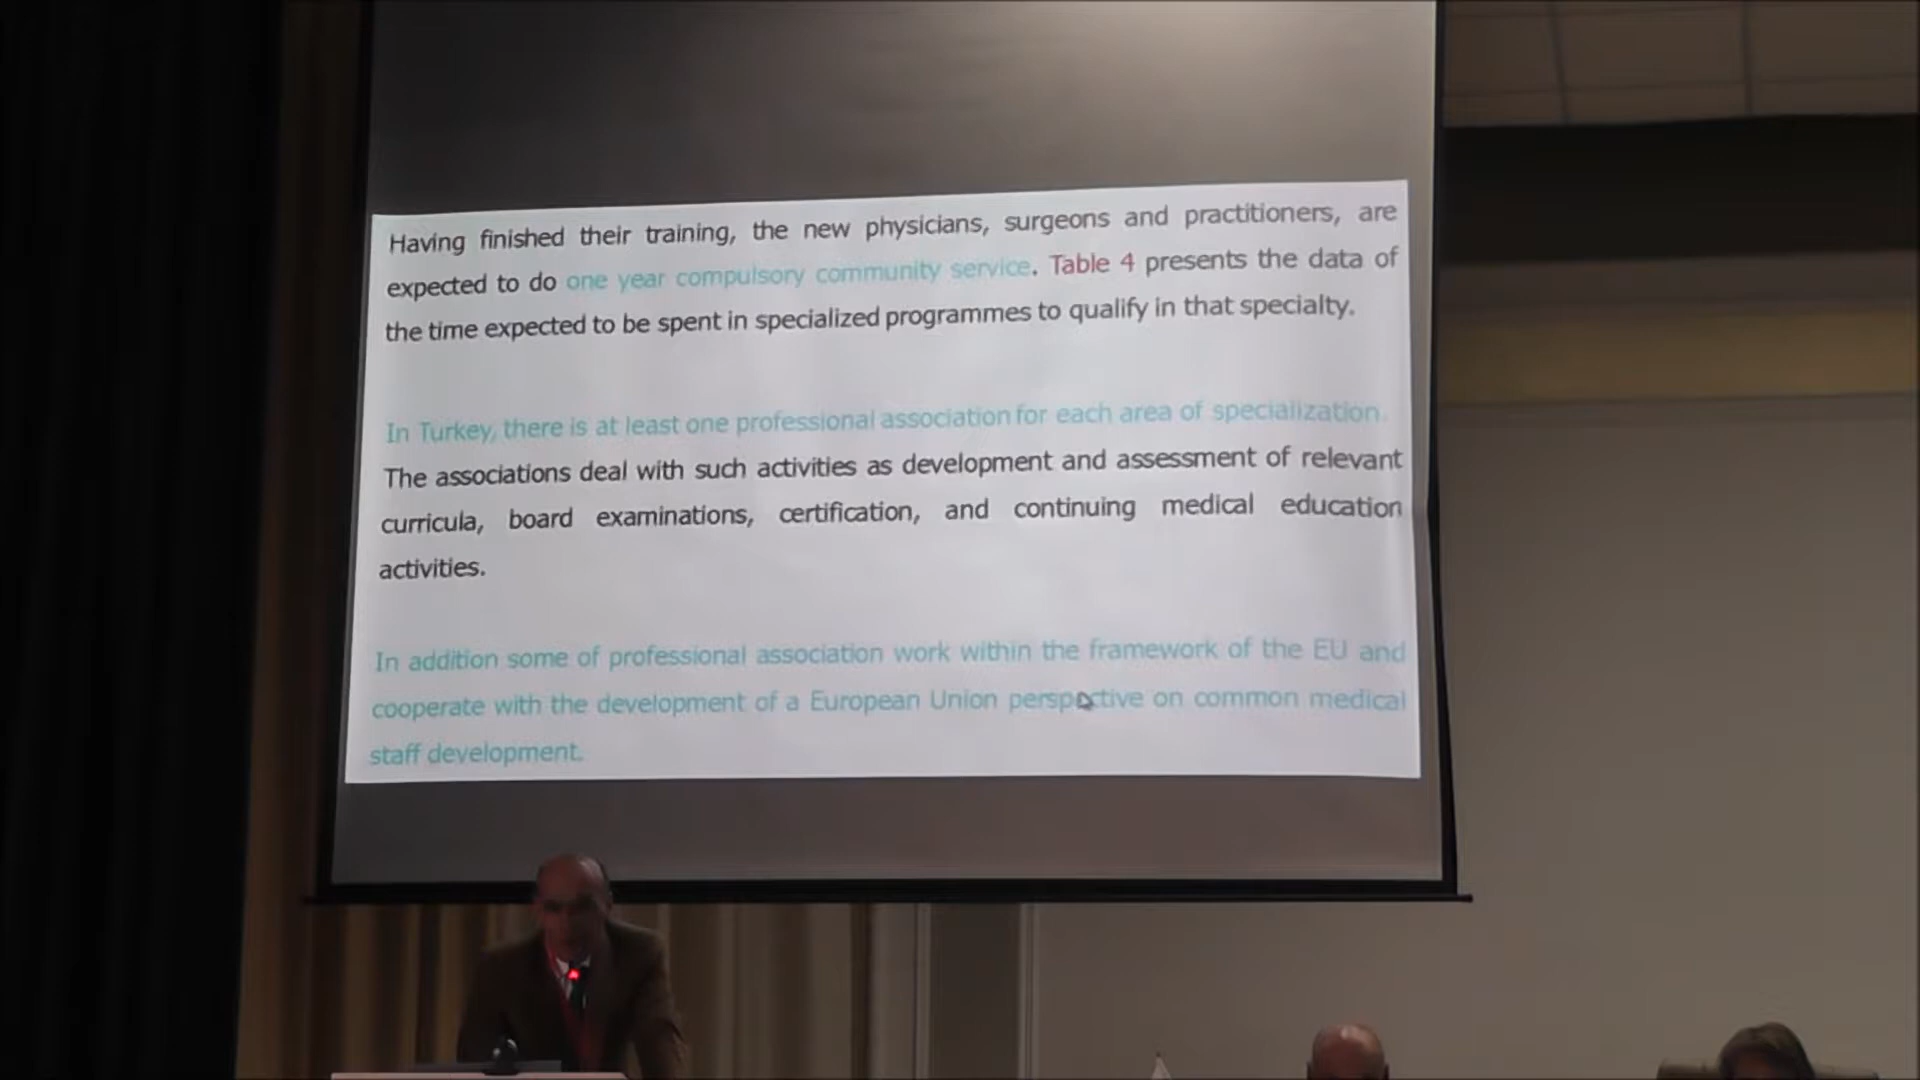 Having finished their training, the new physicians, surgeons and practitioners, are
expected to do one year compulsory community service. Table 4 presents the data of
the time expected to be spent in specialized programmes to qualify in that specialty.
In Turkey, there is at least one professional association for each area of specialization.
The associations deal with such activities as development and assessment of relevant
curricula, board examinations, certification, and continuing medical education
activities.
In addition some of professional association work within the framework of the EU and
cooperate with the development of a European Union perspective on common medical
staff development.